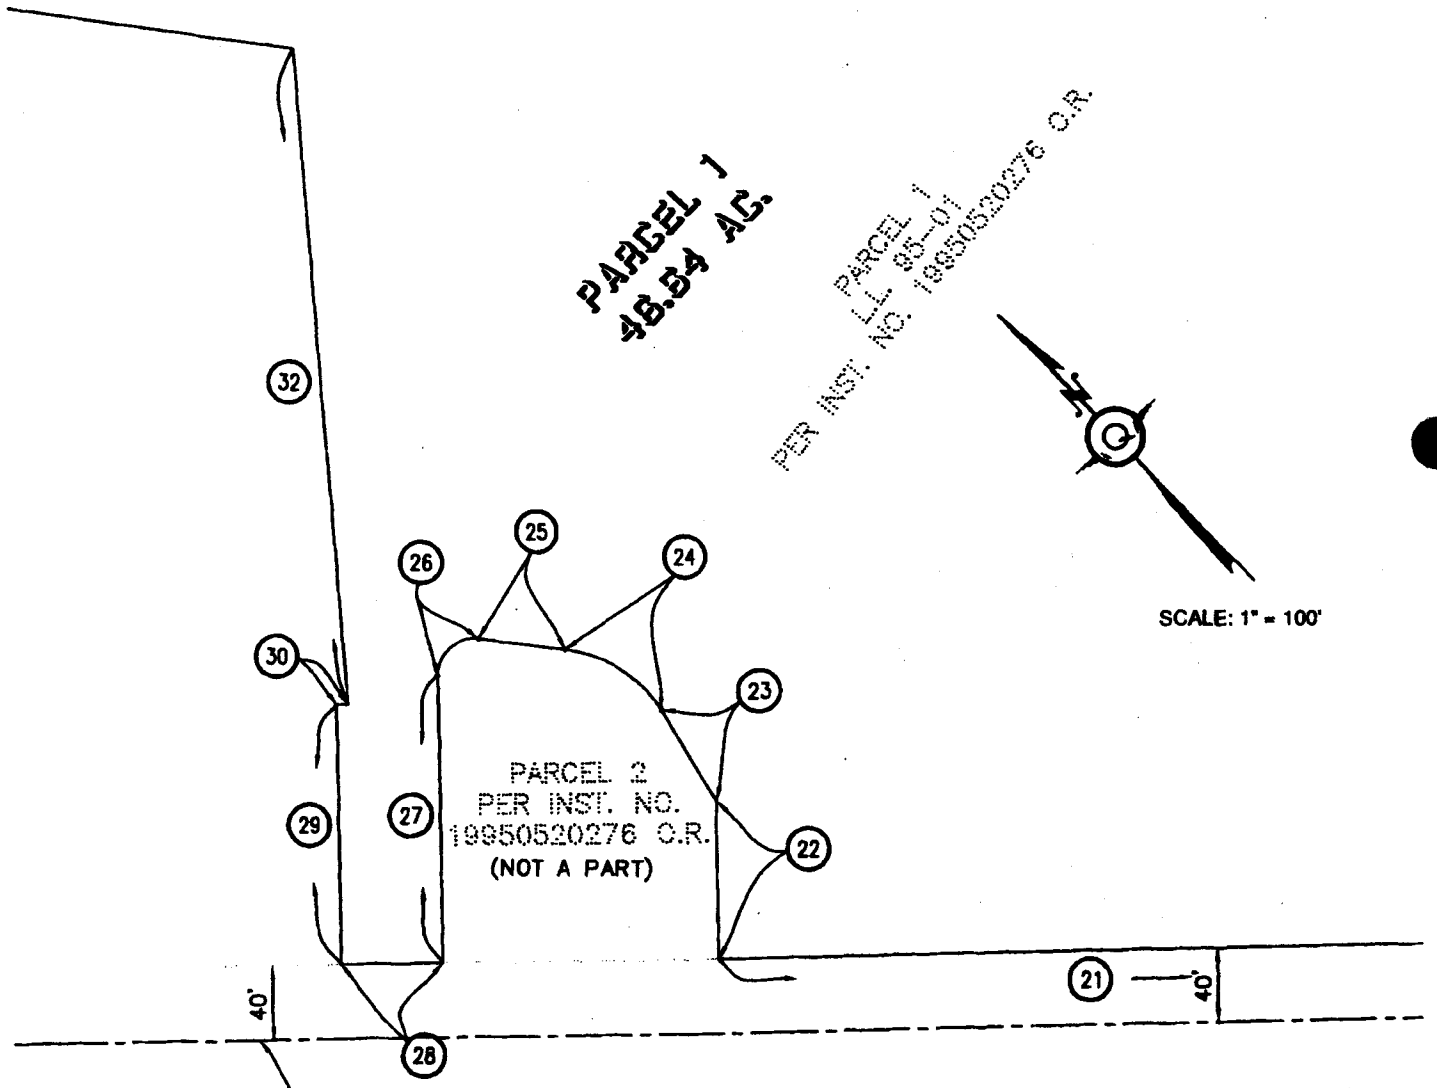 PARCEL 1
46.54 AC.
PARCEL 1
L.L. 95-01
PER INST. NO. 19950520276 O.R.
32
SCALE: 1" = 100'
25
26
24
30
23
PARCEL 2
PER INST. NO.
19950520276 O.R.
(NOT A PART)
29
27
22
21
40'
40'
28